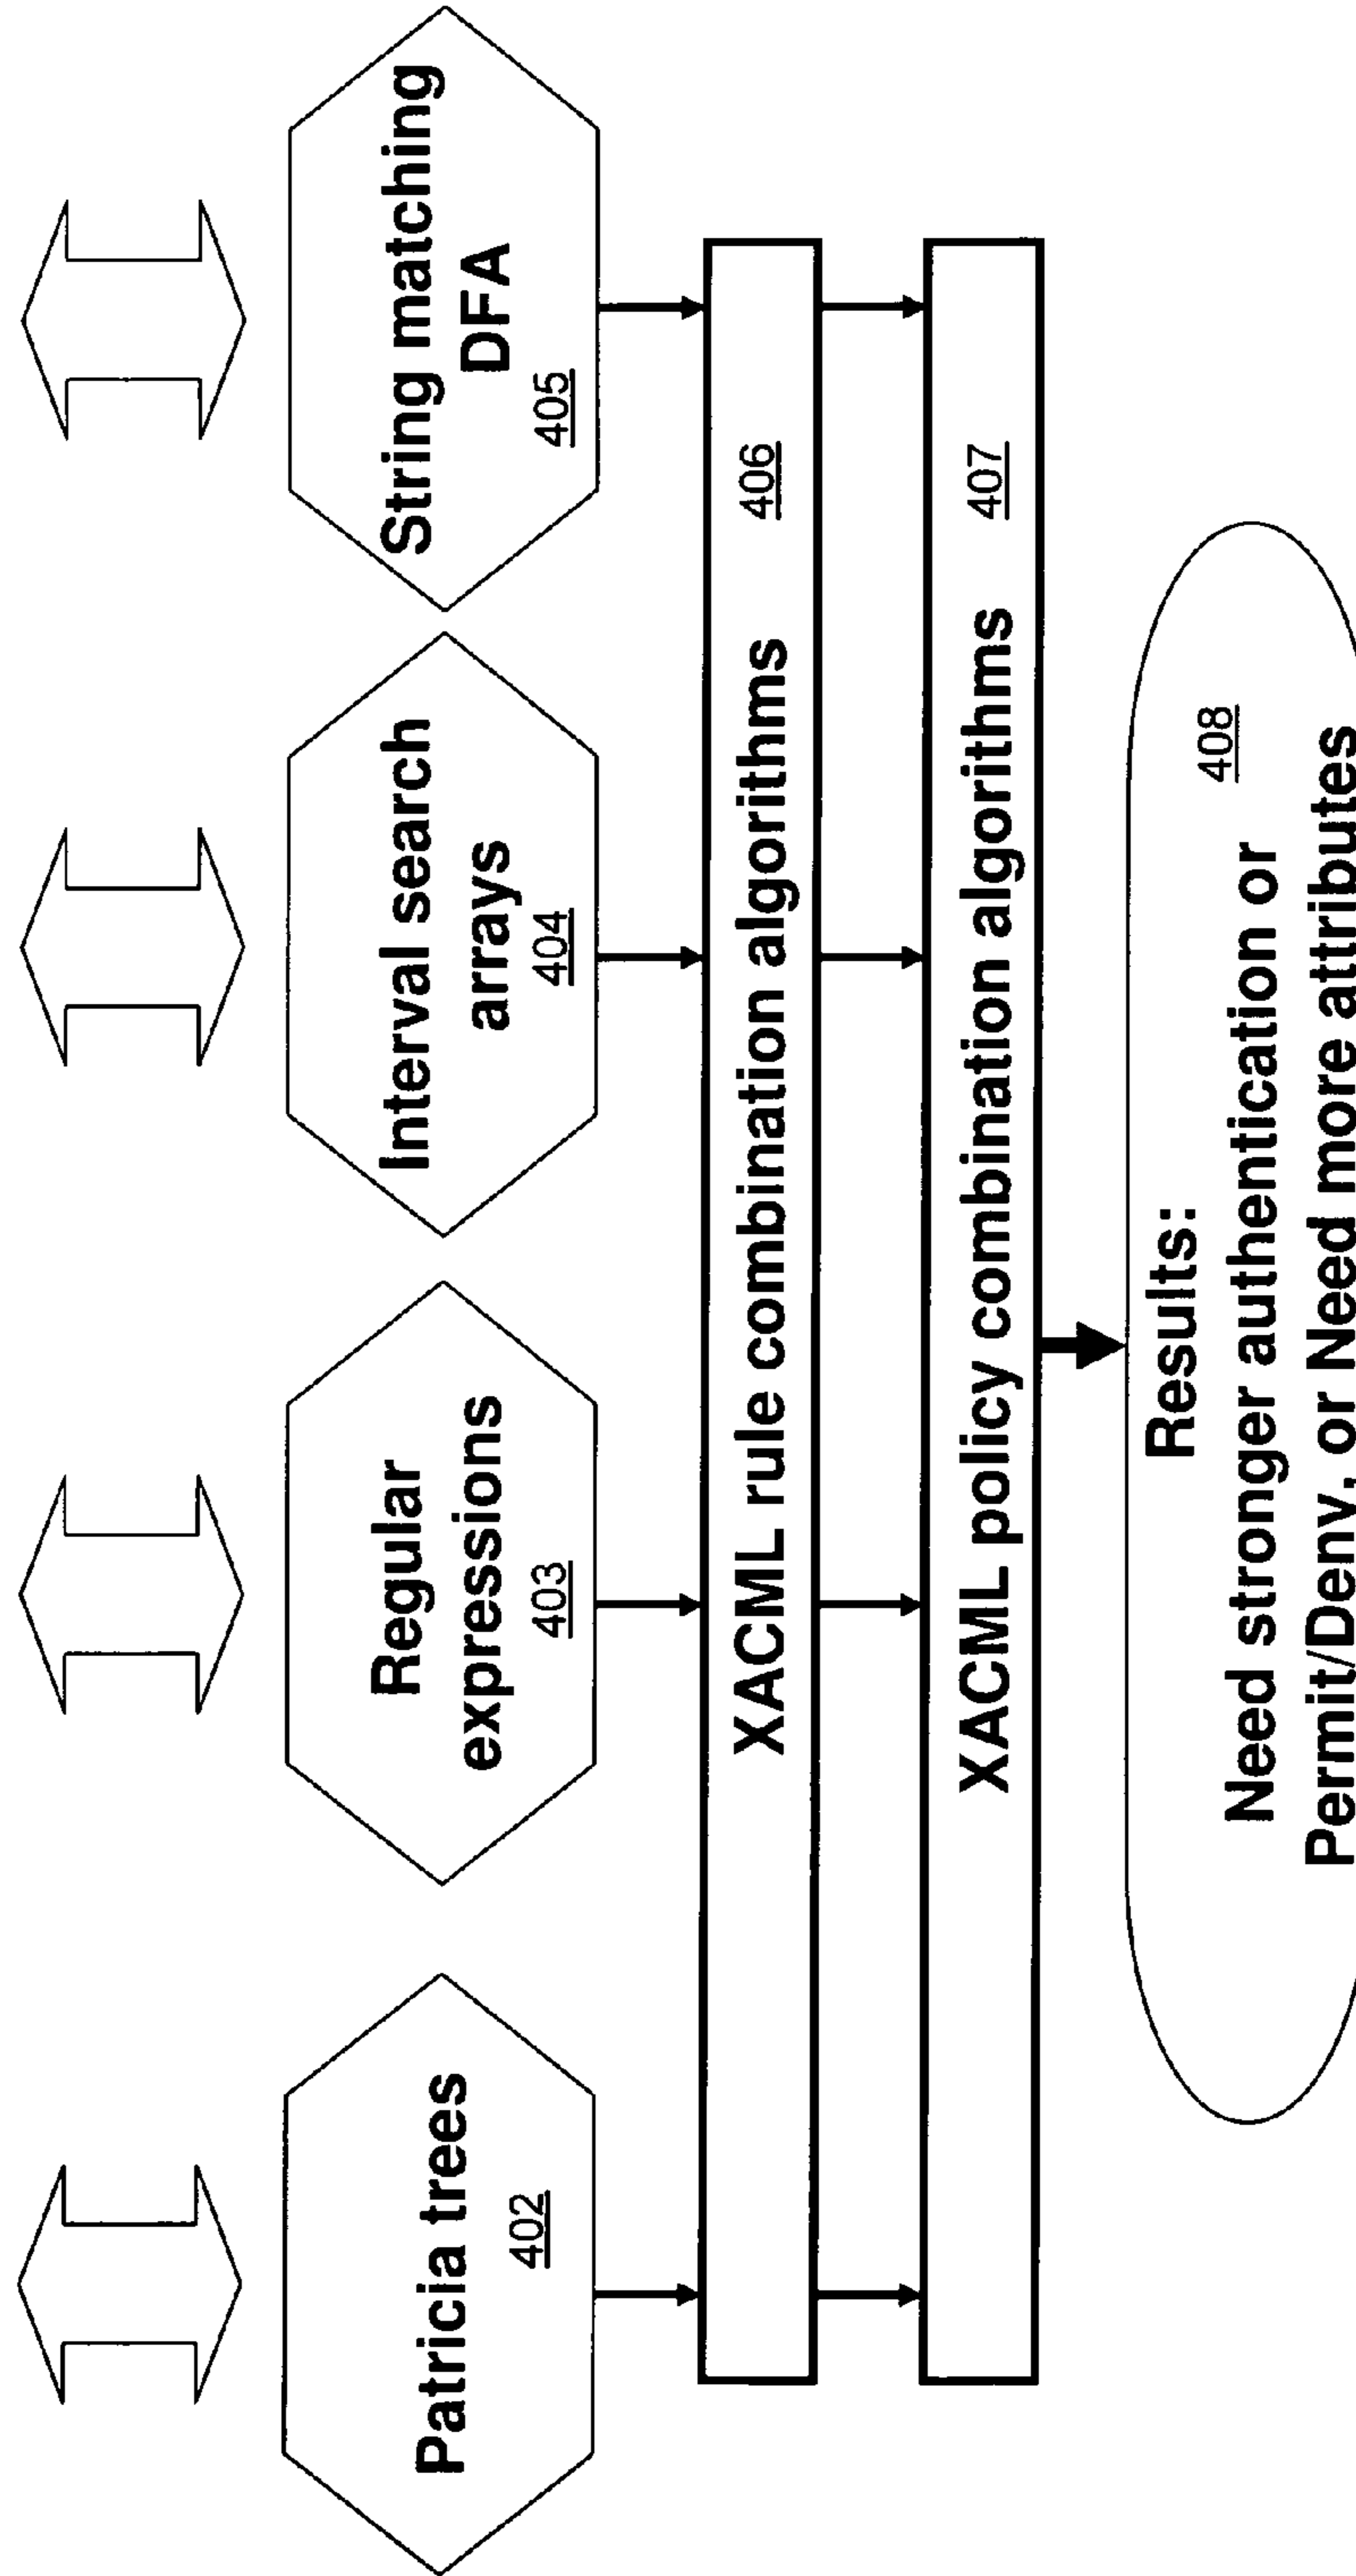 Patricia trees
402
Regular
expressions
403
Interval search
arrays
404
String matching
DFA
405
XACML rule combination algorithms
406
XACML policy combination algorithms
407
Results:
408
Need stronger authentication or
Permit/Deny, or Need more attributes